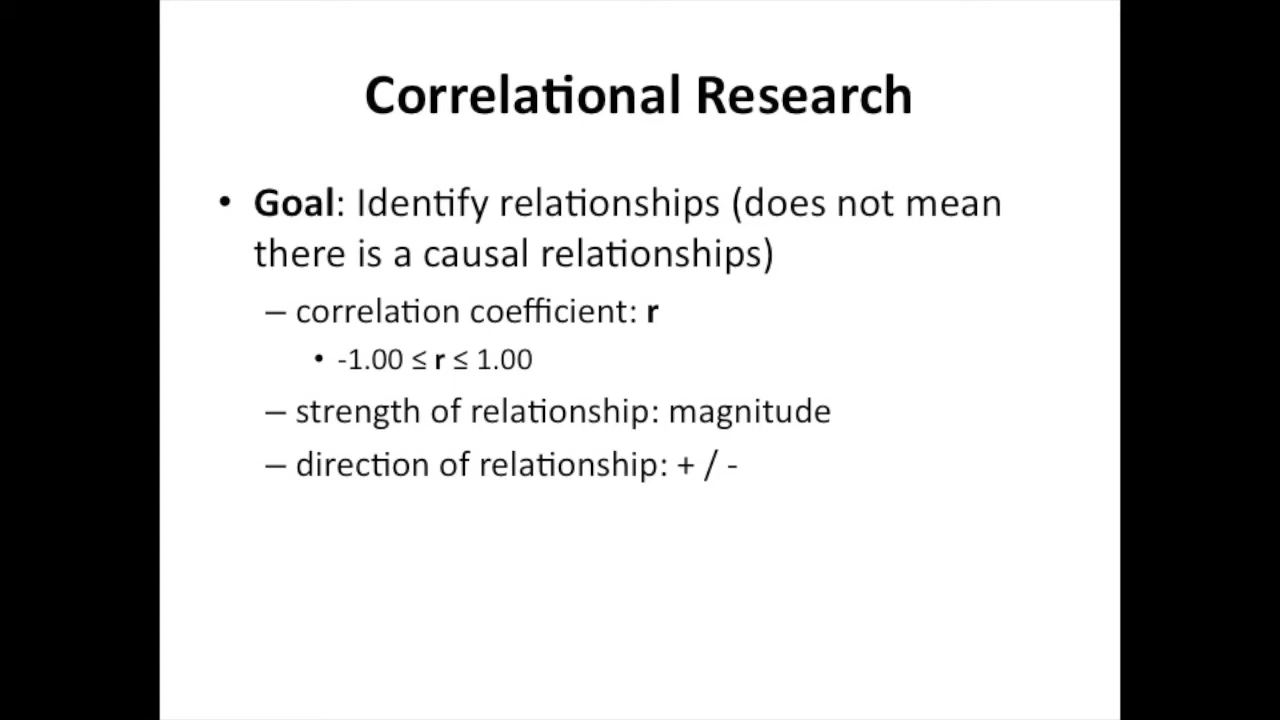 Correlational Research
• Goal: Identify relationships (does not mean
there is a causal relationships)
– correlation coefficient: r
• -1.00 ≤ r ≤ 1.00
– strength of relationship: magnitude
– direction of relationship: + / -